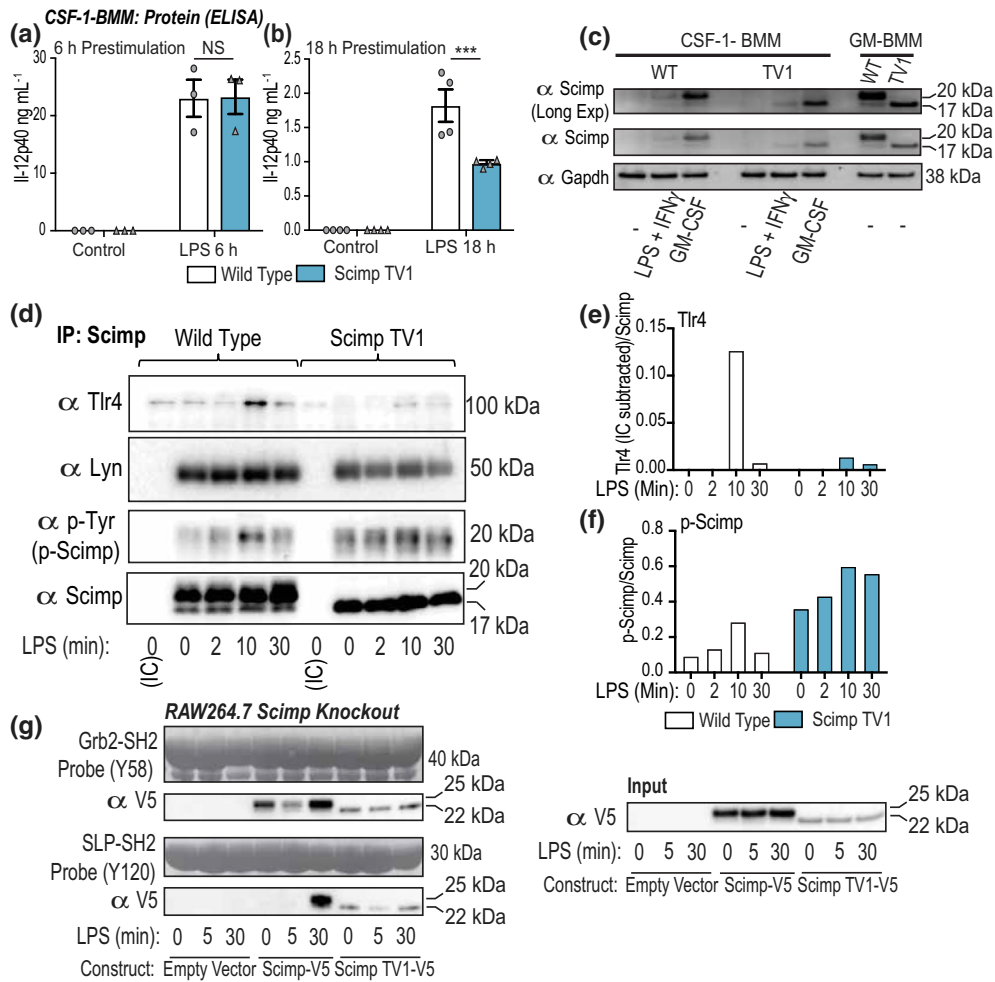 CSF-1-BMM: Protein (ELISA)
(a)
6 h Prestimulation
NS
Il-12p40 ng mL-1
30
20
10
0
Control
LPS 6 h
(b)
18 h Prestimulation
***
Il-12p40 ng mL-1
2.5
2.0
1.5
1.0
0.5
0.0
Control
LPS 18 h
Wild Type
Scimp TV1
(c)
CSF-1- BMM
GM-BMM
WT
TV1
WT
TV1
α Scimp
(Long Exp)
20 kDa
17 kDa
α Scimp
20 kDa
17 kDa
α Gapdh
38 kDa
-
LPS + IFNγ
GM-CSF
-
LPS + IFNγ
GM-CSF
-
-
(d)
IP: Scimp
Wild Type
Scimp TV1
α Tlr4
100 kDa
α Lyn
50 kDa
α p-Tyr
(p-Scimp)
20 kDa
α Scimp
20 kDa
17 kDa
LPS (min):
0 0 2 10 30 0 0 2 10 30
(IC)
(IC)
(e)
Tlr4
Tlr4 (IC subtracted)/Scimp
0.15
0.10
0.05
0.00
LPS (Min): 0 2 10 30 0 2 10 30
(f)
p-Scimp
p-Scimp/Scimp
0.8
0.6
0.4
0.2
0.0
LPS (Min): 0 2 10 30 0 2 10 30
Wild Type
Scimp TV1
(g)
RAW264.7 Scimp Knockout
Grb2-SH2
Probe (Y58)
40 kDa
α V5
25 kDa
22 kDa
SLP-SH2
Probe (Y120)
30 kDa
α V5
25 kDa
22 kDa
LPS (min): 0 5 30 0 5 30 0 5 30
Construct: Empty Vector Scimp-V5 Scimp TV1-V5
Input
α V5
25 kDa
22 kDa
LPS (min): 0 5 30 0 5 30 0 5 30
Construct: Empty Vector Scimp-V5 Scimp TV1-V5